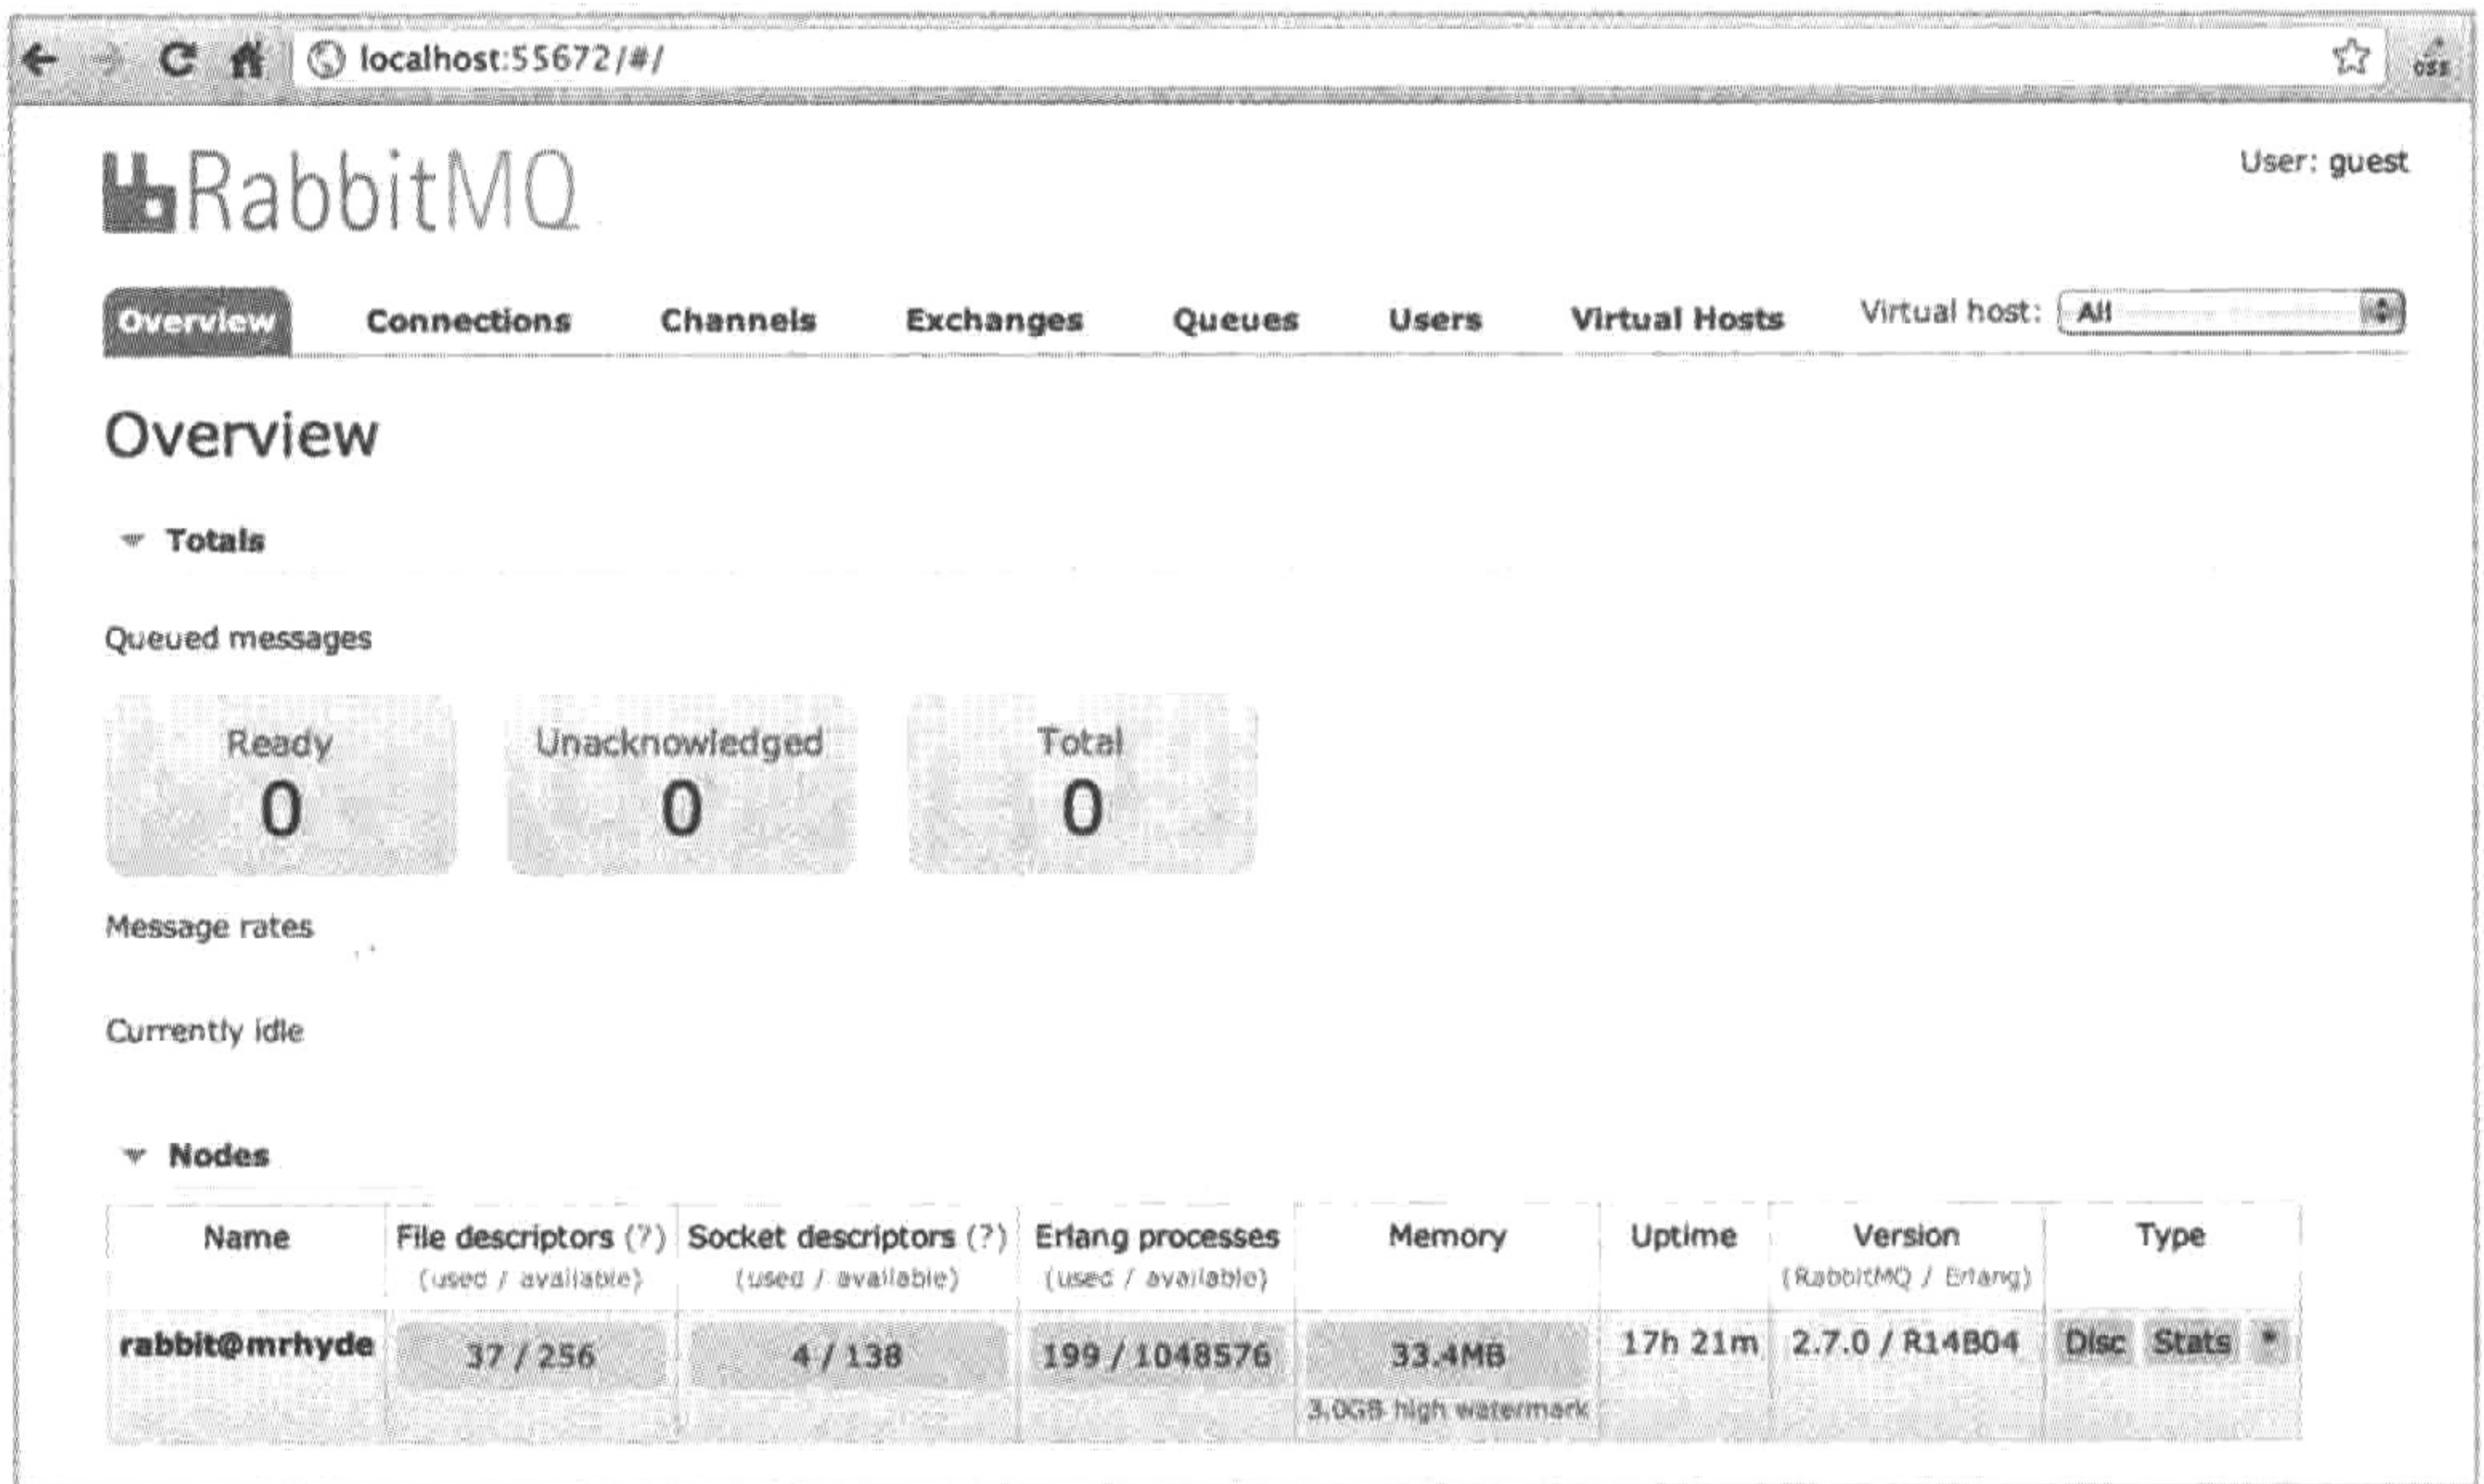 localhost:55672/#/
RabbitMQ
User: guest
Overview Connections Channels Exchanges Queues Users Virtual Hosts Virtual host: All
Overview
Totals
Queued messages
Ready Unacknowledged Total
0 0 0
Message rates
Currently idle
Nodes
Name File descriptors (?) Socket descriptors (?) Erlang processes Memory Uptime Version Type
(used / available) (used / available) (used / available) (RabbitMQ / Erlang)
rabbit@mrhyde 37 / 256 4 / 138 199 / 1048576 33.4MB 17h 21m 2.7.0 / R14B04 Disc Stats *
3.0GB high watermark